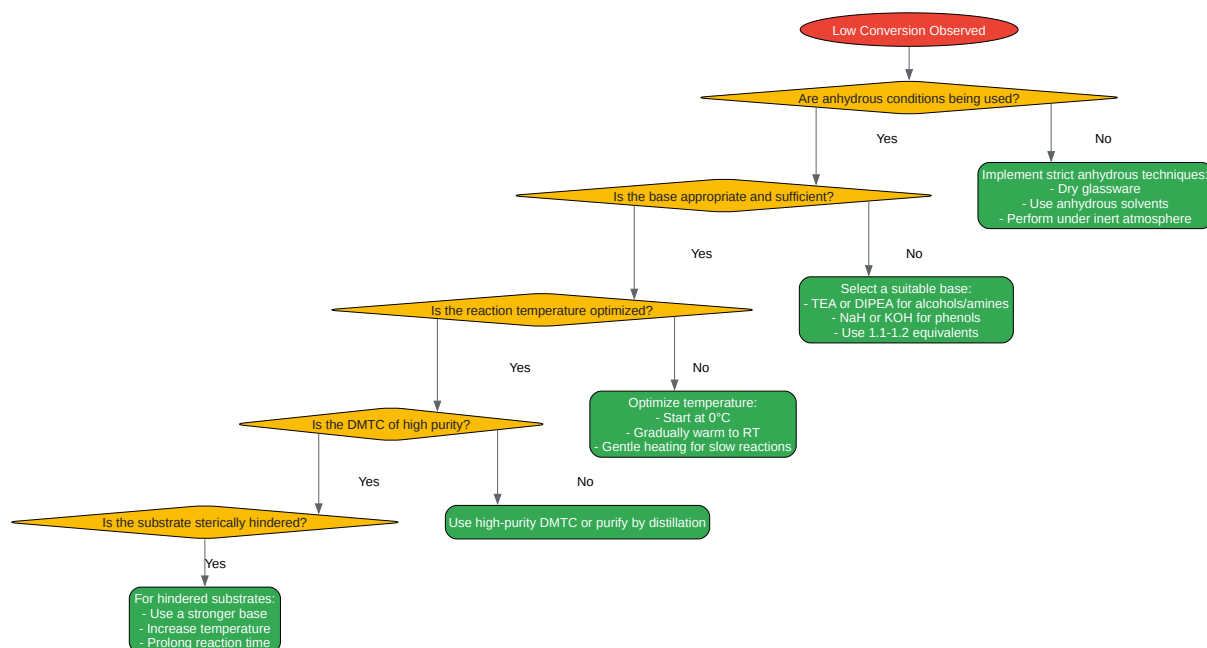 Low Conversion Observed
Are anhydrous conditions being used?
Yes
No
Implement strict anhydrous techniques:
- Dry glassware
- Use anhydrous solvents
- Perform under inert atmosphere
Is the base appropriate and sufficient?
Yes
No
Select a suitable base:
- TEA or DIPEA for alcohols/amines
- NaH or KOH for phenols
- Use 1.1-1.2 equivalents
Is the reaction temperature optimized?
Yes
No
Optimize temperature:
- Start at 0°C
- Gradually warm to RT
- Gentle heating for slow reactions
Is the DMTC of high purity?
Yes
No
Use high-purity DMTC or purify by distillation
Is the substrate sterically hindered?
Yes
For hindered substrates:
- Use a stronger base
- Increase temperature
- Prolong reaction time